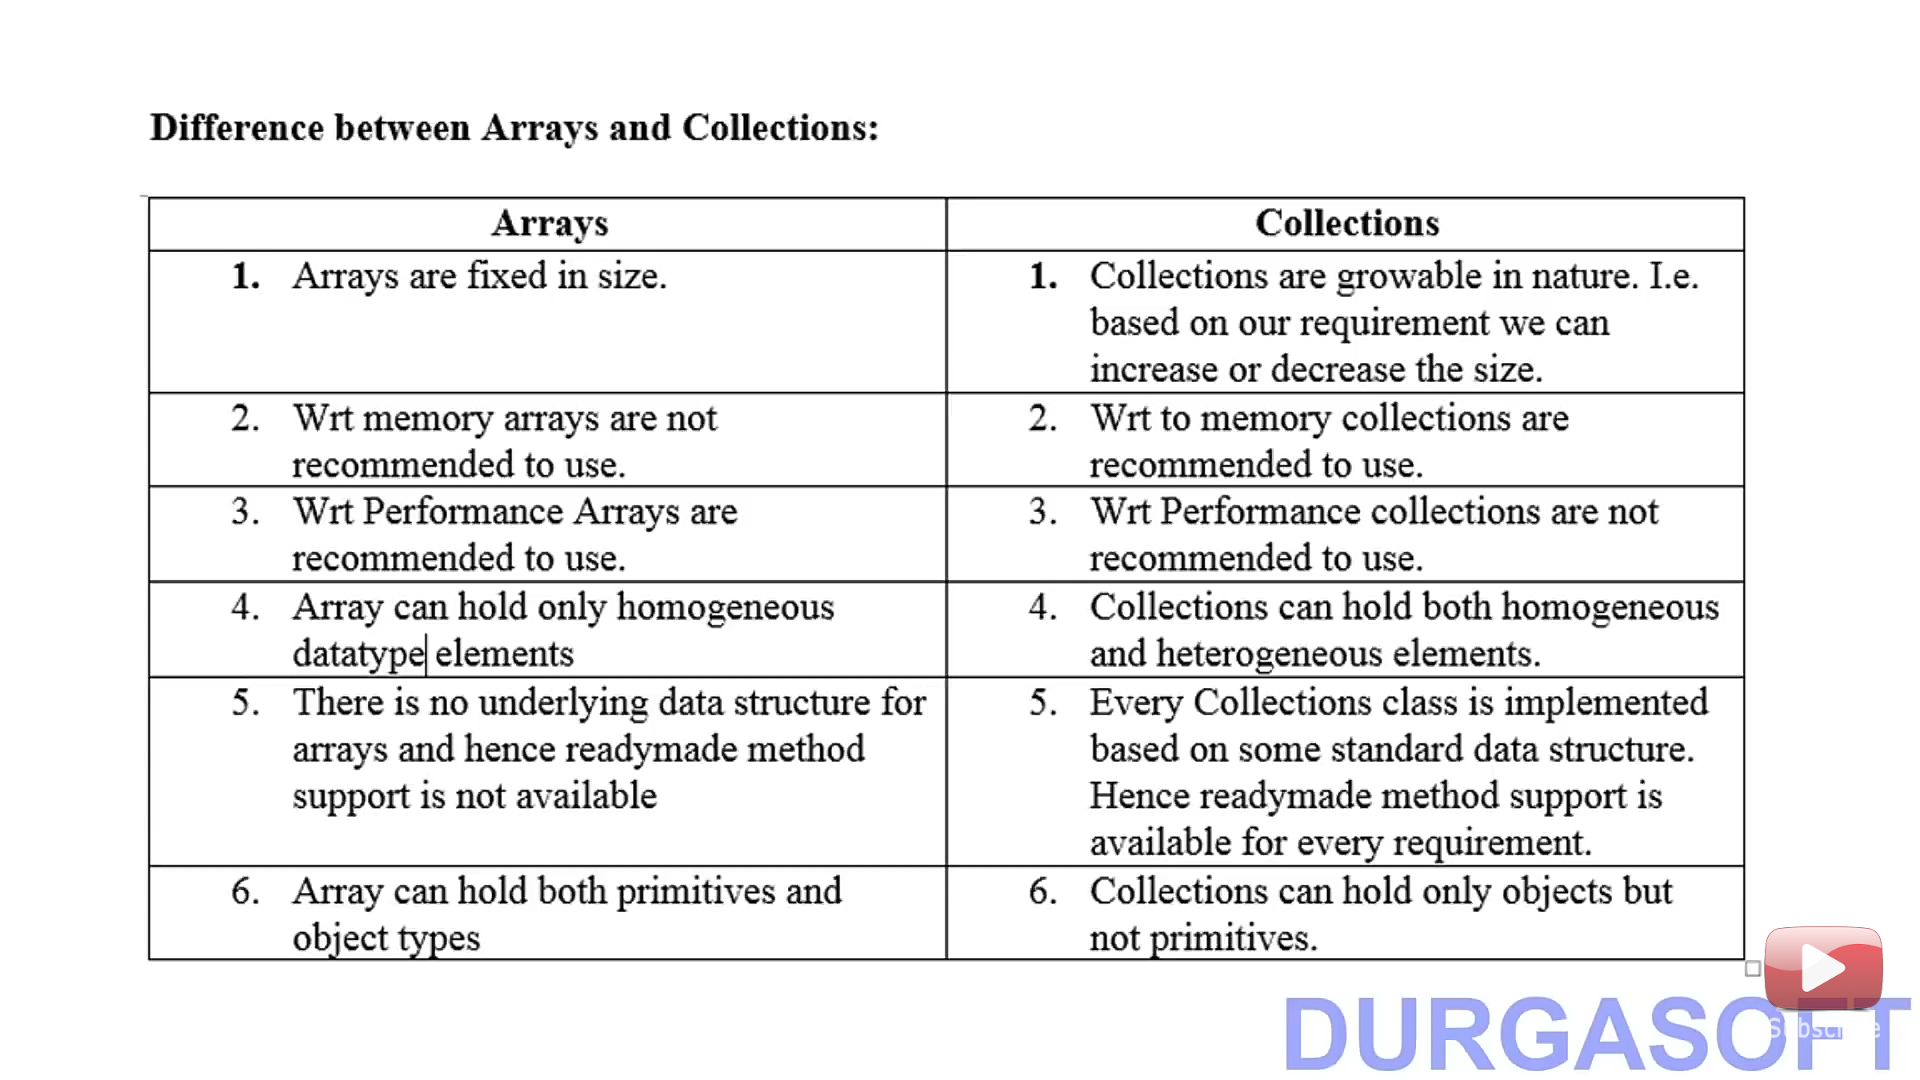 Difference between Arrays and Collections:
Arrays
Collections
1. Arrays are fixed in size.
1. Collections are growable in nature. I.e.
based on our requirement we can
increase or decrease the size.
2. Wrt memory arrays are not
recommended to use.
2. Wrt to memory collections are
recommended to use.
3. Wrt Performance Arrays are
recommended to use.
3. Wrt Performance collections are not
recommended to use.
4. Array can hold only homogeneous
datatype elements
4. Collections can hold both homogeneous
and heterogeneous elements.
5. There is no underlying data structure for
arrays and hence readymade method
support is not available
5. Every Collections class is implemented
based on some standard data structure.
Hence readymade method support is
available for every requirement.
6. Array can hold both primitives and
object types
6. Collections can hold only objects but
not primitives.
DURGASOFT
Subscribe